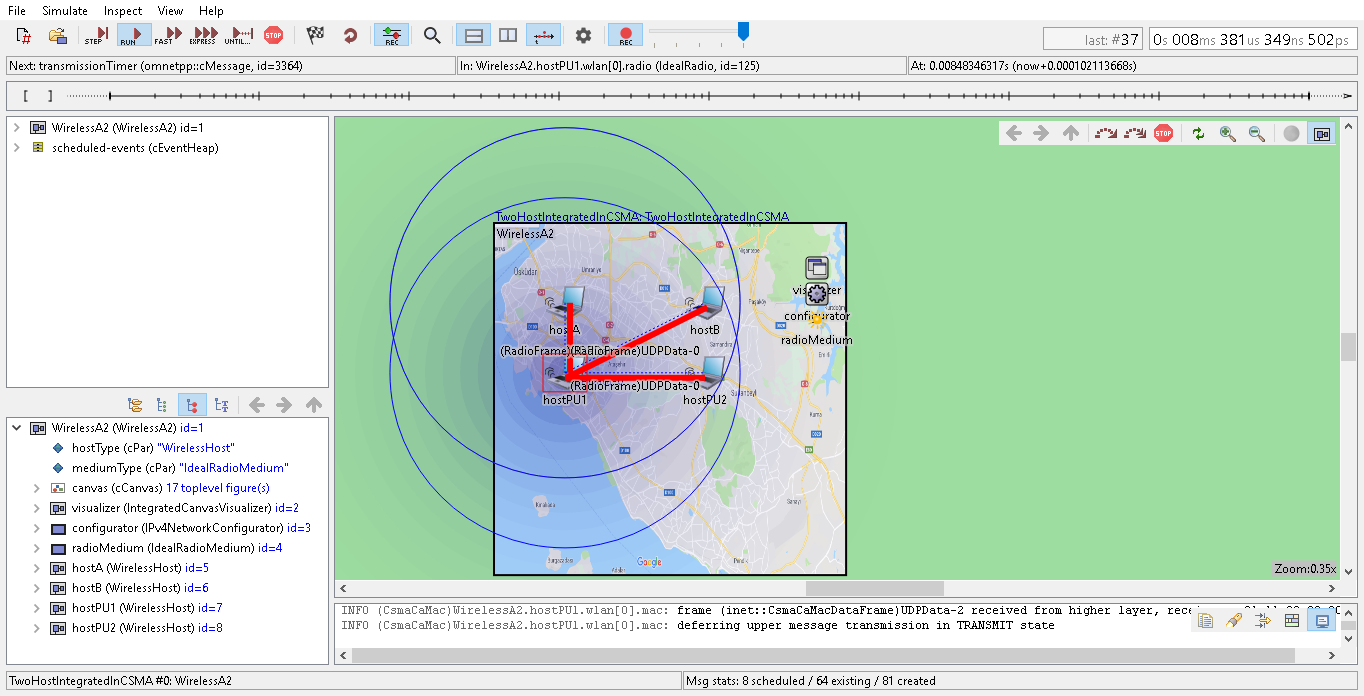 File Simulate Inspect View Help
STEP RUN FAST EXPRESS UNTIL... STOP REC REC
last: #37
0s 008ms 381us 349ns 502ps
Next: transmissionTimer (omnetpp::cMessage, id=3364)
In: WirelessA2.hostPU1.wlan[0].radio (IdealRadio, id=125)
At: 0.00848346317s (now+0.000102113668s)
[ ]
WirelessA2 (WirelessA2) id=1
scheduled-events (cEventHeap)
WirelessA2 (WirelessA2) id=1
hostType (cPar) "WirelessHost"
mediumType (cPar) "IdealRadioMedium"
canvas (cCanvas) 17 toplevel figure(s)
visualizer (IntegratedCanvasVisualizer) id=2
configurator (IPv4NetworkConfigurator) id=3
radioMedium (IdealRadioMedium) id=4
hostA (WirelessHost) id=5
hostB (WirelessHost) id=6
hostPU1 (WirelessHost) id=7
hostPU2 (WirelessHost) id=8
STOP
TwoHostIntegratedInCSMA: TwoHostIntegratedInCSMA
WirelessA2
Üsküdar
Ümraniye
visualizer
configurator
radioMedium
hostA
hostB
(RadioFrame)(RadioFrame)UDPData-0
(RadioFrame)UDPData-0
hostPU1
hostPU2
Google
Zoom:0.35x
INFO (CsmaCaMac)WirelessA2.hostPU1.wlan[0].mac: frame (inet::CsmaCaMacDataFrame)UDPData-2 received from higher layer,
INFO (CsmaCaMac)WirelessA2.hostPU1.wlan[0].mac: deferring upper message transmission in TRANSMIT state
TwoHostIntegratedInCSMA #0: WirelessA2
Msg stats: 8 scheduled / 64 existing / 81 created